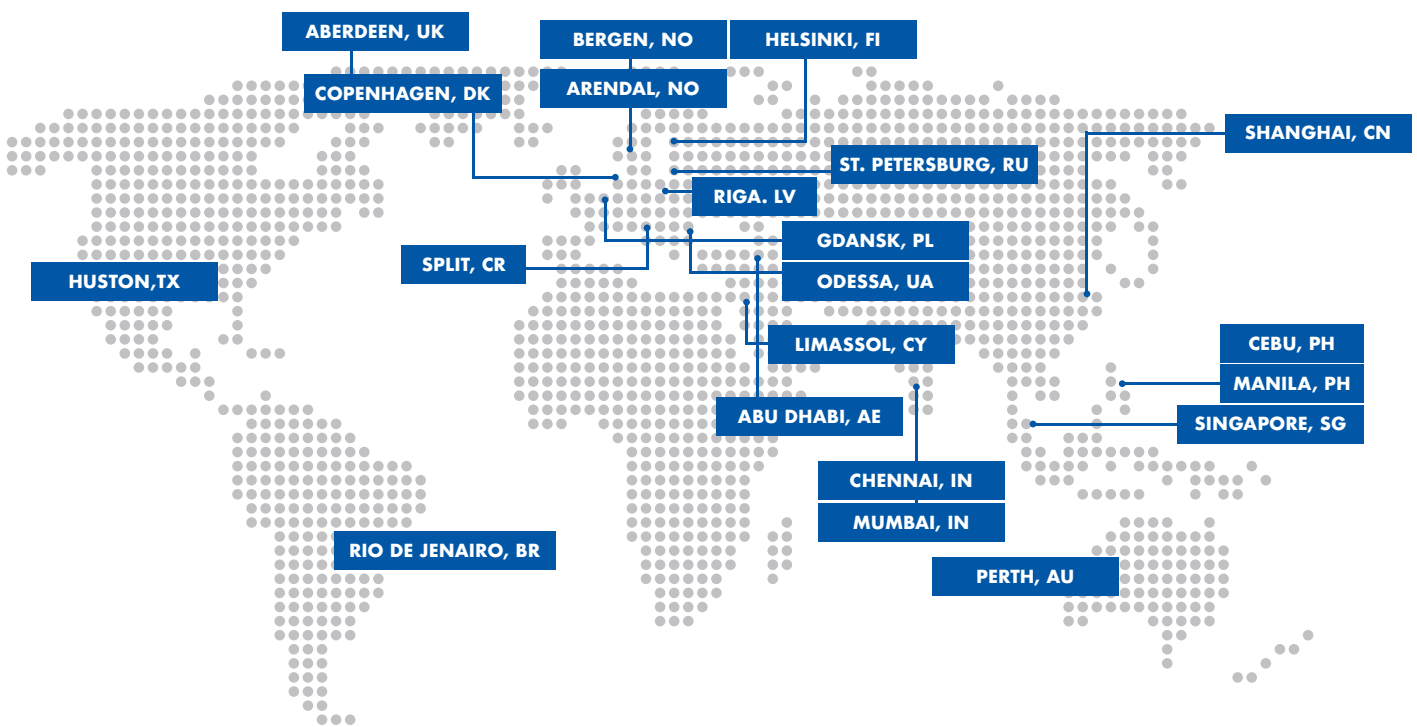 ABERDEEN, UK
BERGEN, NO
HELSINKI, FI
COPENHAGEN, DK
ARENDAL, NO
SHANGHAI, CN
ST. PETERSBURG, RU
RIGA. LV
GDANSK, PL
SPLIT, CR
HUSTON,TX
ODESSA, UA
LIMASSOL, CY
CEBU, PH
MANILA, PH
ABU DHABI, AE
SINGAPORE, SG
CHENNAI, IN
MUMBAI, IN
RIO DE JENAIRO, BR
PERTH, AU